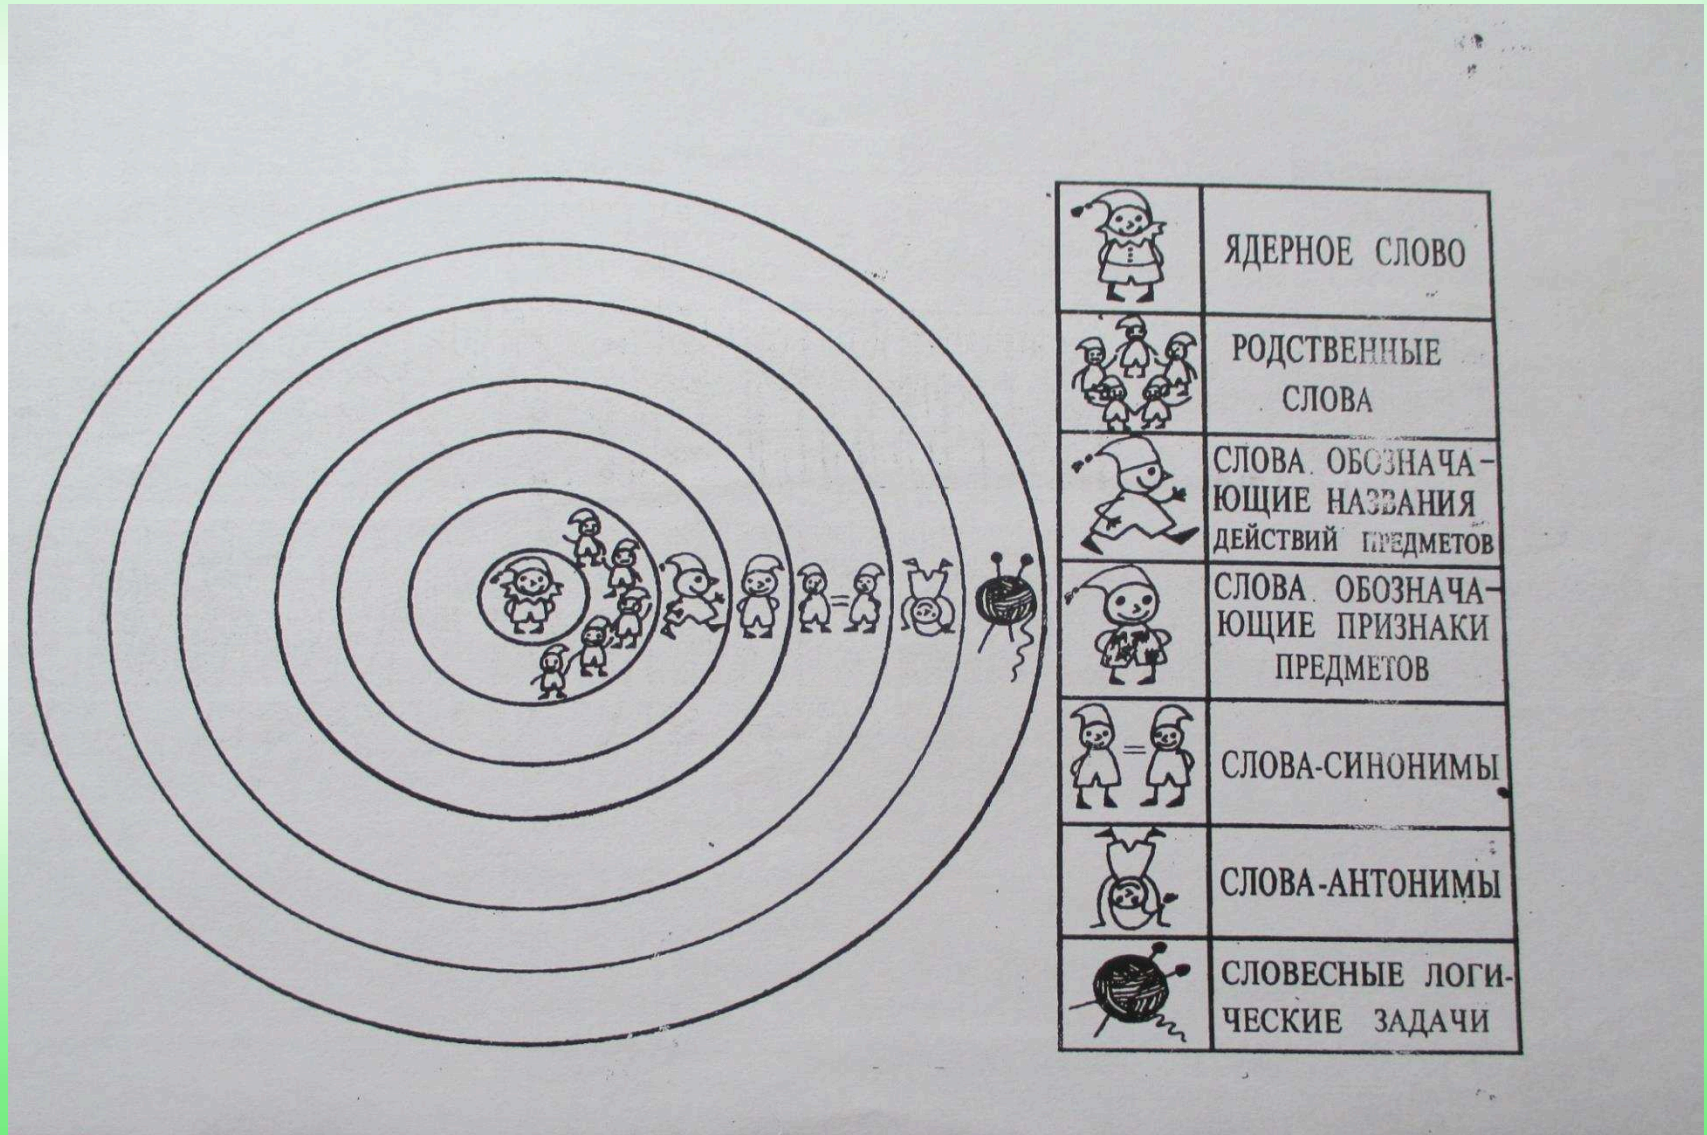 ЯДЕРНОЕ СЛОВО
РОДСТВЕННЫЕ
СЛОВА
СЛОВА. ОБОЗНАЧА-
ЮЩИЕ НАЗВАНИЯ
ДЕЙСТВИЙ ПРЕДМЕТОВ
СЛОВА. ОБОЗНАЧА-
ЮЩИЕ ПРИЗНАКИ
ПРЕДМЕТОВ
=
=
СЛОВА-СИНОНИМЫ
СЛОВА-АНТОНИМЫ
СЛОВЕСНЫЕ ЛОГИ-
ЧЕСКИЕ ЗАДАЧИ